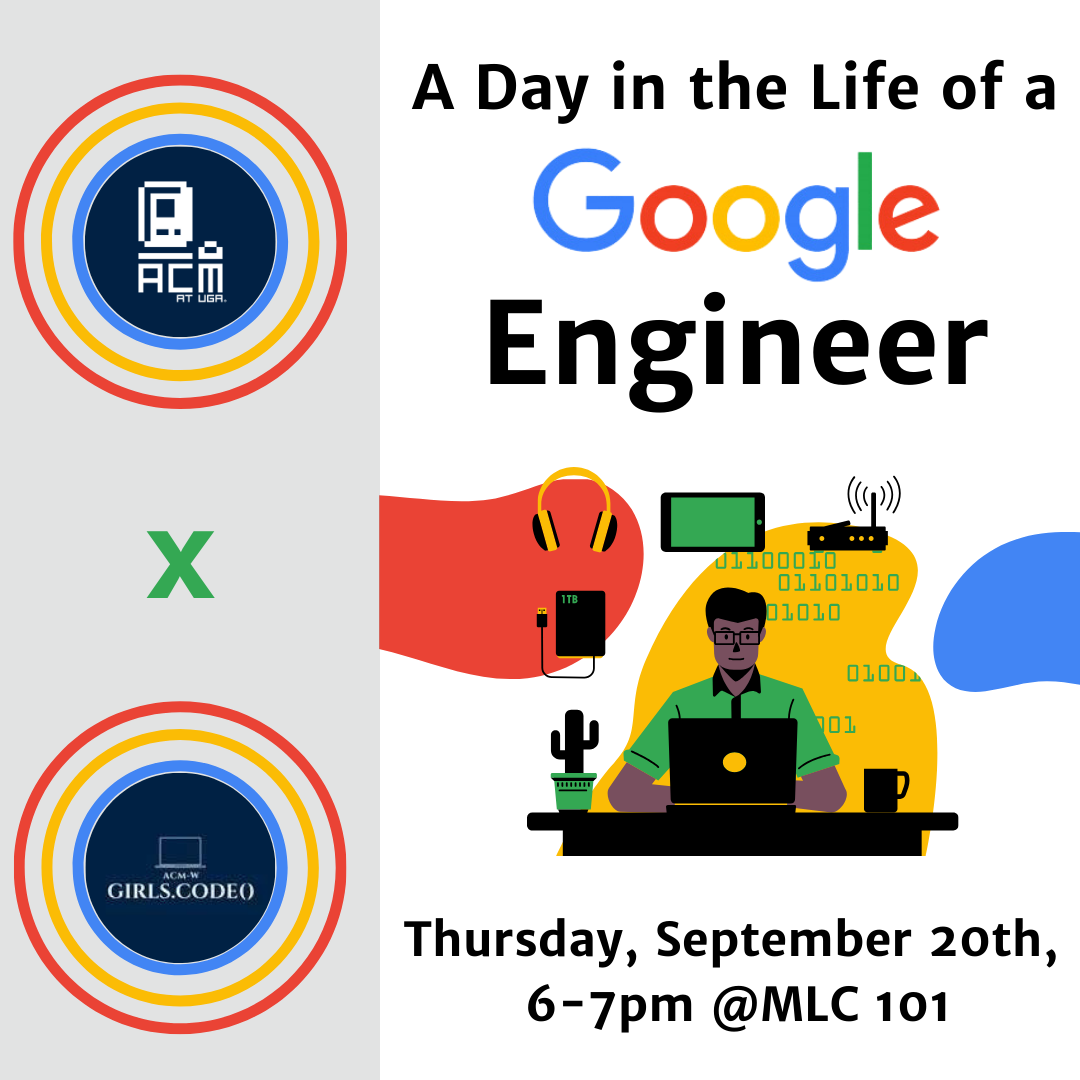 A Day in the Life of a
Google
Engineer
ACM
AT UGA
X
ACM-W
GIRLS.CODE()
1TB
01100010
01101010
01010
01001
001
Thursday, September 20th,
6-7pm @MLC 101